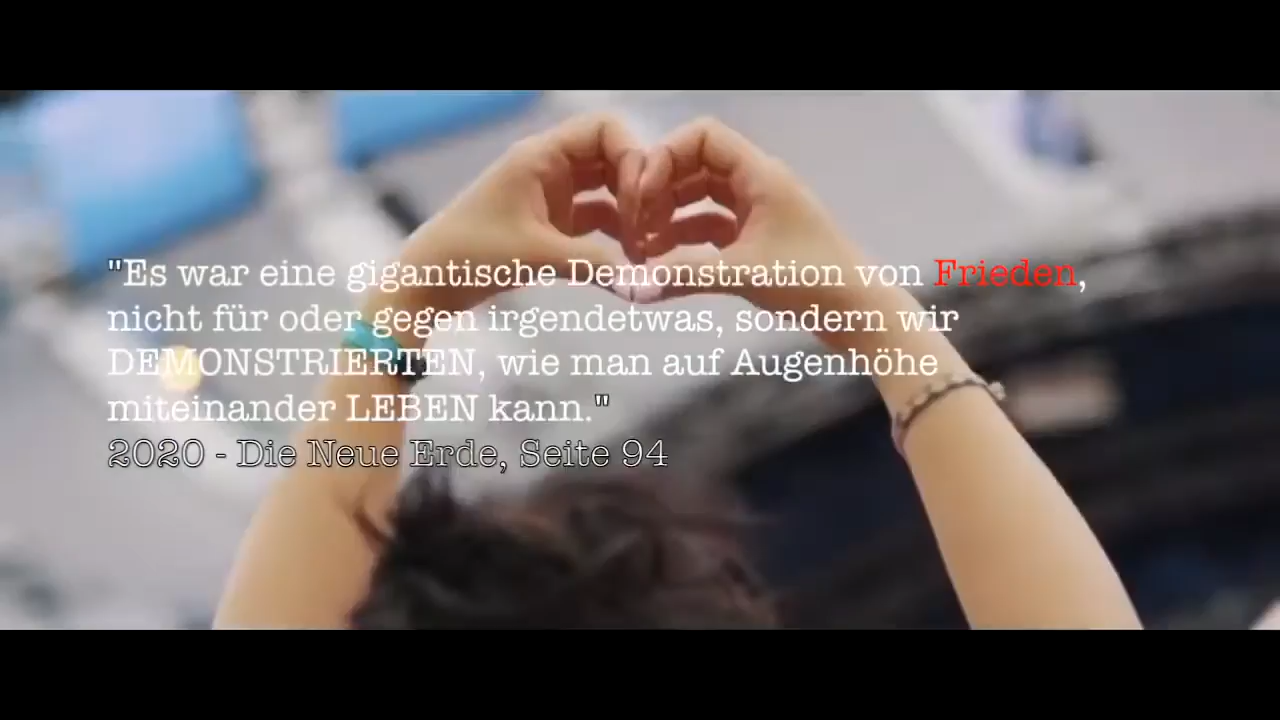 "Es war eine gigantische Demonstration von Frieden,
nicht für oder gegen irgendetwas, sondern wir
DEMONSTRIERTEN, wie man auf Augenhöhe
miteinander LEBEN kann."
2020 - Die Neue Erde, Seite 94